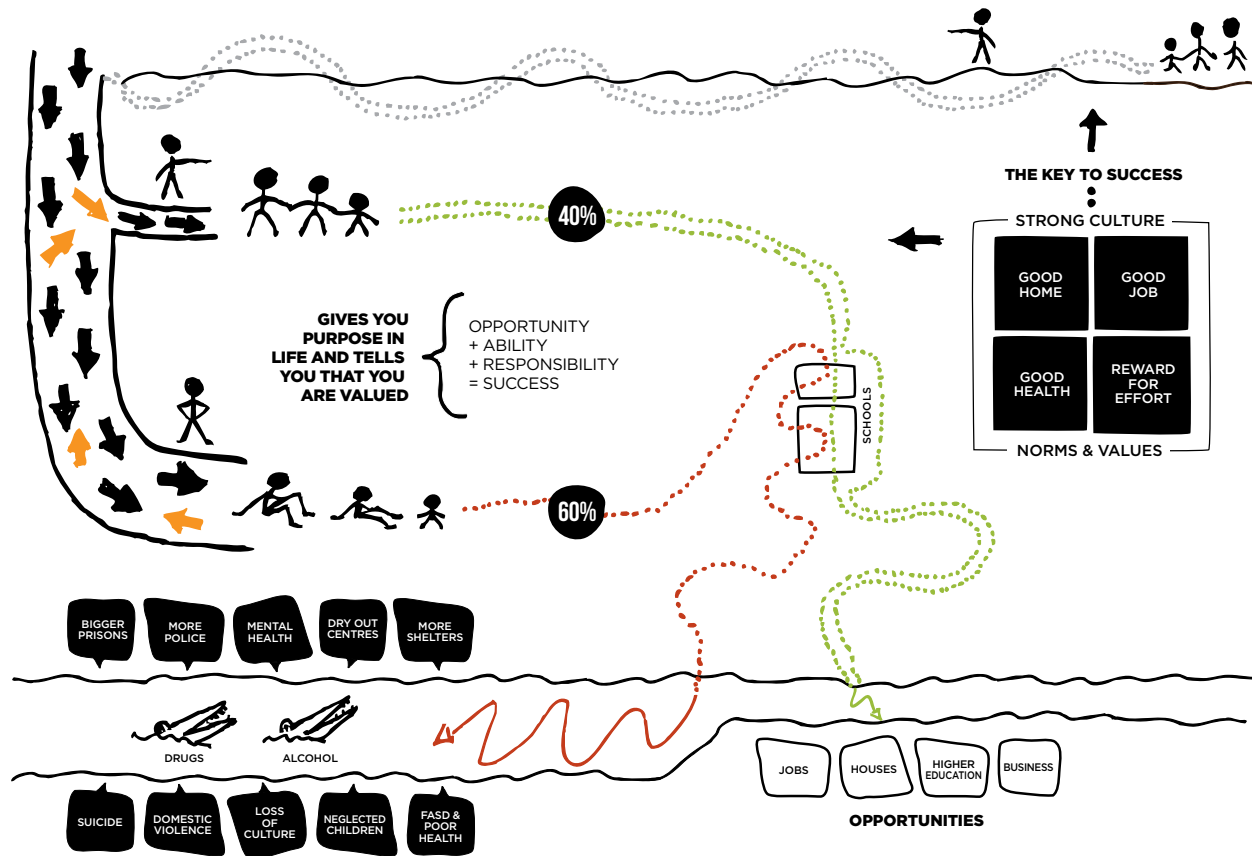 THE KEY TO SUCCESS
STRONG CULTURE
GOOD
HOME
GOOD
JOB
GOOD
HEALTH
REWARD
FOR
EFFORT
NORMS & VALUES
40%
GIVES YOU
PURPOSE IN
LIFE AND TELLS
YOU THAT YOU
ARE VALUED
OPPORTUNITY
+ ABILITY
+ RESPONSIBILITY
= SUCCESS
SCHOOLS
60%
BIGGER
PRISONS
MORE
POLICE
MENTAL
HEALTH
DRY OUT
CENTRES
MORE
SHELTERS
DRUGS
ALCOHOL
SUICIDE
DOMESTIC
VIOLENCE
LOSS
OF
CULTURE
NEGLECTED
CHILDREN
FASD &
POOR
HEALTH
JOBS
HOUSES
HIGHER
EDUCATION
BUSINESS
OPPORTUNITIES